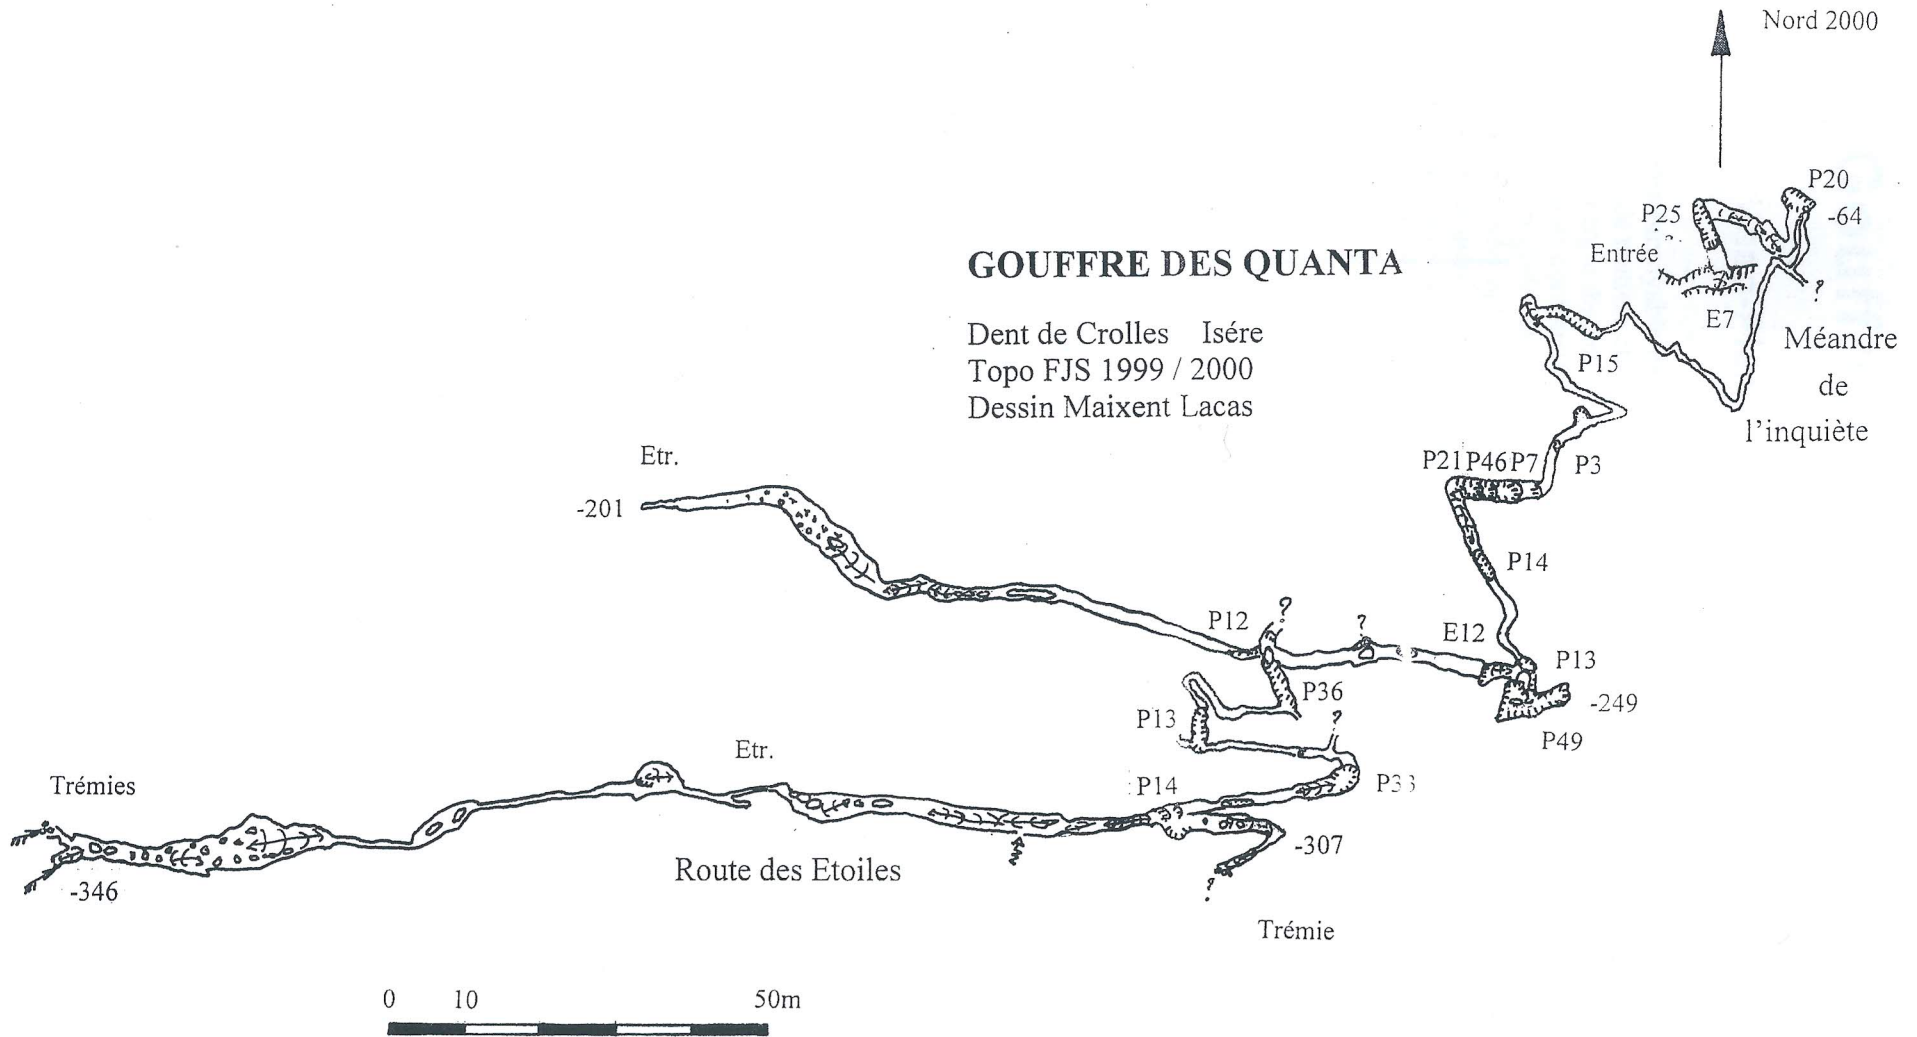 Nord 2000
P20
-64
P25
Entrée
?
E7
GOUFFRE DES QUANTA
Dent de Crolles Isére
Topo FJS 1999 / 2000
Dessin Maixent Lacas
Méandre
de
l'inquiète
P15
P21 P46 P7
P3
Etr.
-201
P14
P12
?
?
E12
P13
-249
P49
P36
P13
?
Etr.
P14
P33
Trémies
-346
Route des Etoiles
-307
?
Trémie
0 10 50m